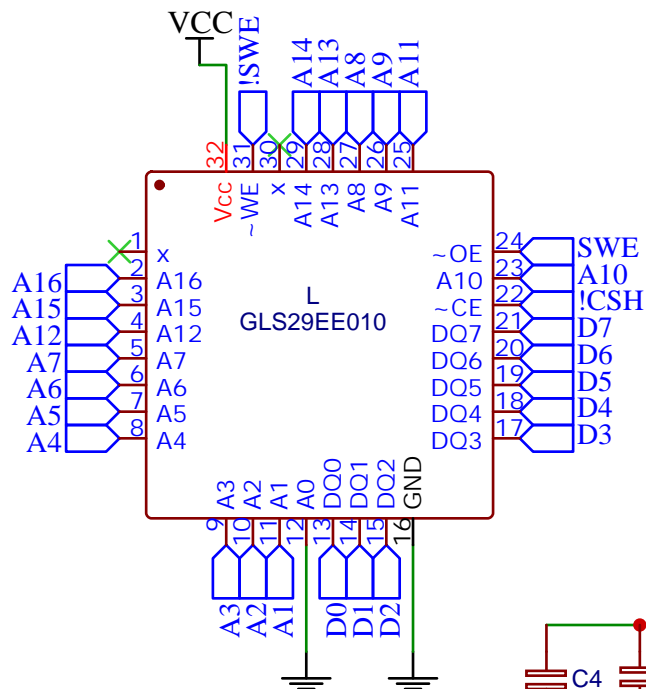 VCC
!SWE
A14
A13
A8
A9
A11
32
31
30
29
28
27
26
25
Vcc
~WE
x
A14
A13
A8
A9
A11
1
x
A16
2
A16
A15
3
A15
A12
4
A12
A7
5
A7
A6
6
A6
A5
7
A5
A4
8
A4
L
GLS29EE010
~OE
24
SWE
A10
23
A10
~CE
22
!CSH
DQ7
21
D7
DQ6
20
D6
DQ5
19
D5
DQ4
18
D4
DQ3
17
D3
A3
A2
A1
A0
DQ0
DQ1
DQ2
GND
9
10
11
12
13
14
15
16
A3
A2
A1
D0
D1
D2
C4